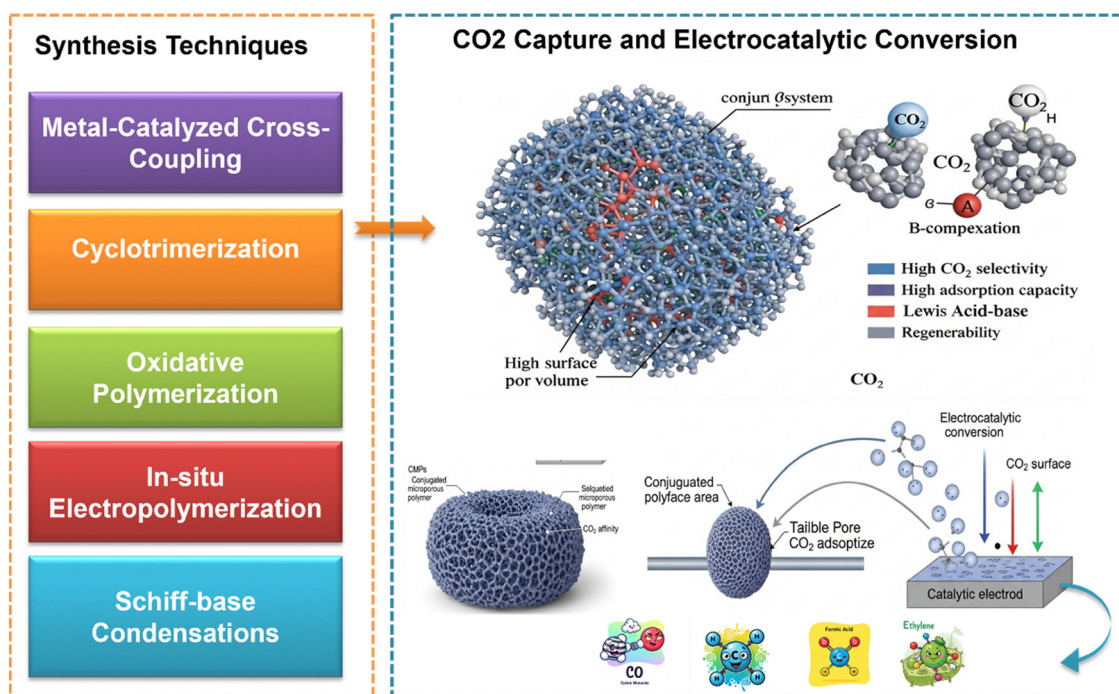 Synthesis Techniques
Metal-Catalyzed Cross-
Coupling
Cyclotrimerization
Oxidative
Polymerization
In-situ
Electropolymerization
Schiff-base
Condensations
CO2 Capture and Electrocatalytic Conversion
conjuη ϐsystem
CO₂
CO₂
H
CO₂
ϐ
A
B-compexation
High CO₂ selectivity
High adsorption capacity
Lewis Acid-base
Regenerability
High surface
por volume
CO₂
CMPs
Conjugated
microporous
polymer
Selquetied microporous
polymer
CO₂ affinity
Conjuguated
polyface area
Tailble Pore
CO₂ adsoptize
Electrocatalytic
conversion
CO₂ surface
Catalytic electrod
CO
H
H
C
H
H
Formic Acid
Ethylene